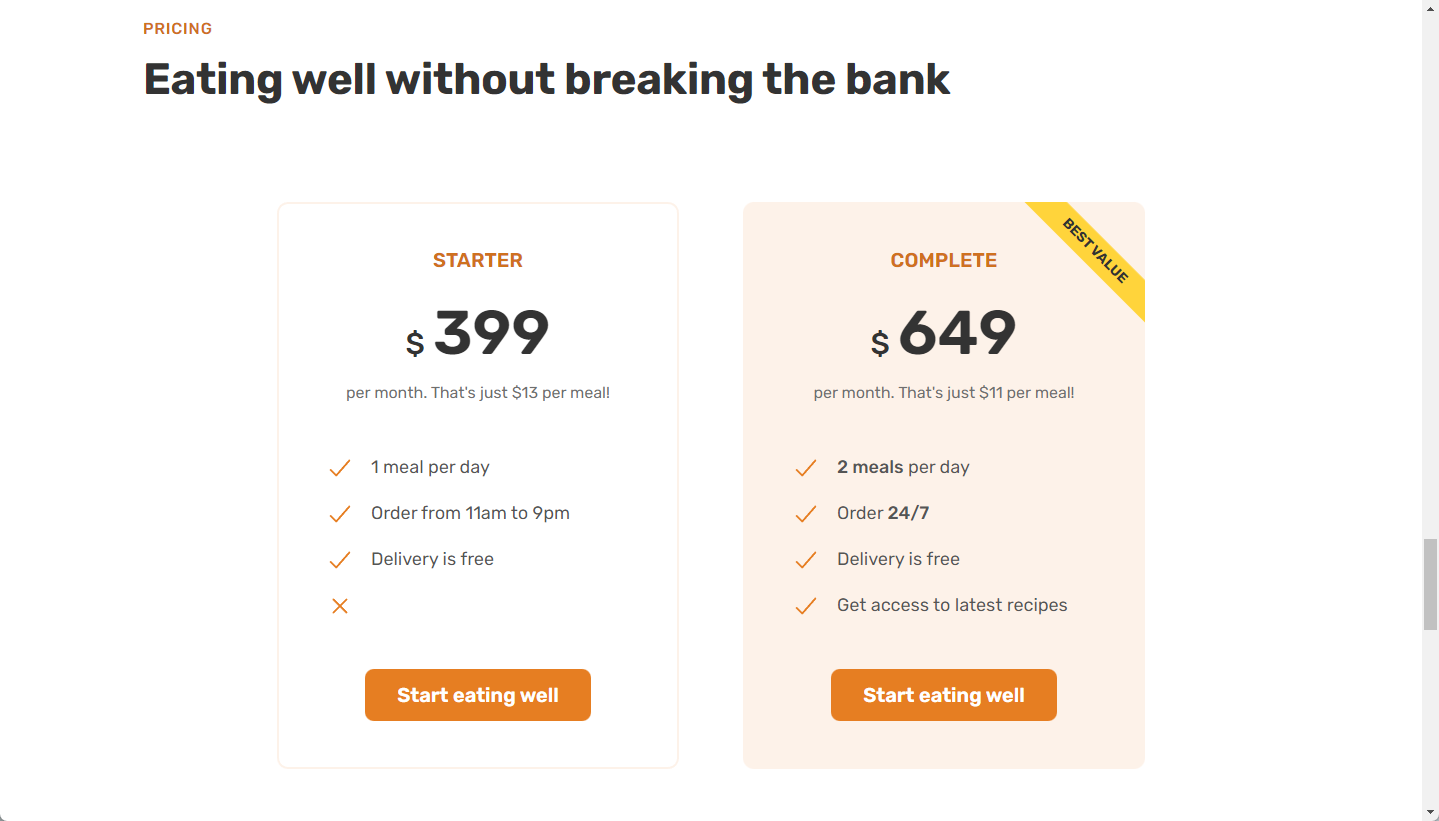 PRICING
Eating well without breaking the bank
STARTER
$ 399
per month. That's just $13 per meal!
1 meal per day
Order from 11am to 9pm
Delivery is free
Start eating well
BEST VALUE
COMPLETE
$ 649
per month. That's just $11 per meal!
2 meals per day
Order 24/7
Delivery is free
Get access to latest recipes
Start eating well